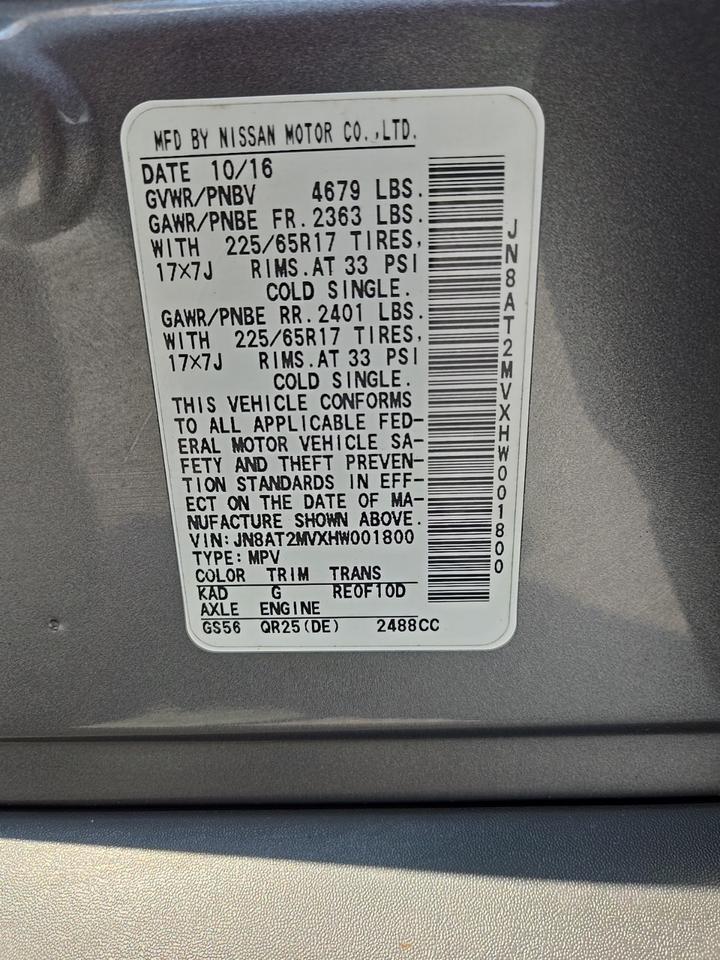 MFD BY NISSAN MOTOR CO.,LTD.
DATE 10/16
GVWR/PNBV 4679 LBS.
GAWR/PNBE FR. 2363 LBS.
WITH 225/65R17 TIRES,
17×7J RIMS.AT 33 PSI
COLD SINGLE.
GAWR/PNBE RR. 2401 LBS.
WITH 225/65R17 TIRES,
17×7J RIMS.AT 33 PSI
COLD SINGLE.
THIS VEHICLE CONFORMS
TO ALL APPLICABLE FED-
ERAL MOTOR VEHICLE SA-
FETY AND THEFT PREVEN-
TION STANDARDS IN EFF-
ECT ON THE DATE OF MA-
NUFACTURE SHOWN ABOVE.
VIN:JN8AT2MVXHW001800
TYPE:MPV
COLOR TRIM TRANS
KAD G RE0F10D
AXLE ENGINE
GS56 QR25(DE) 2488CC
JN8AT2MVXHW001800